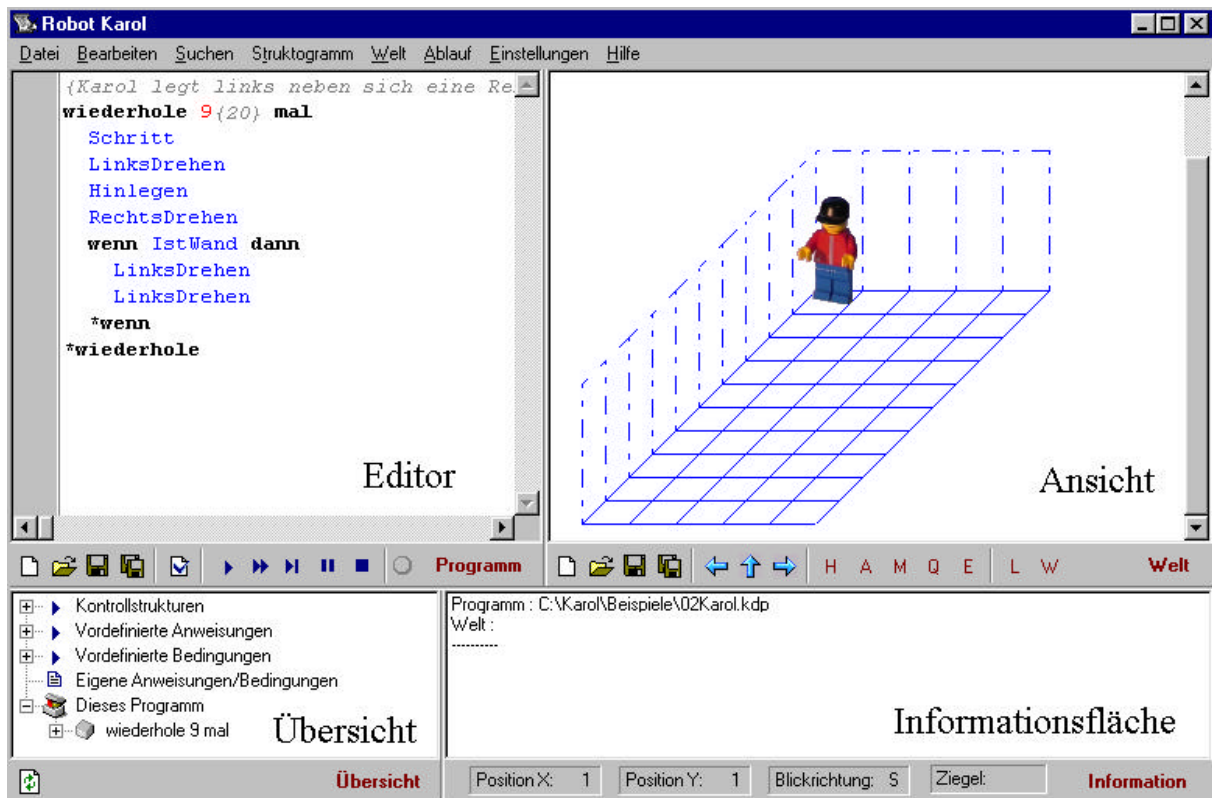 Robot Karol
Datei Bearbeiten Suchen Struktogramm Welt Ablauf Einstellungen Hilfe
{Karol legt links neben sich eine Re
wiederhole 9{20} mal
Schritt
LinksDrehen
Hinlegen
RechtsDrehen
wenn IstWand dann
LinksDrehen
LinksDrehen
*wenn
*wiederhole
Editor
Ansicht
Programm
H A M Q E L W Welt
Kontrollstrukturen
Vordefinierte Anweisungen
Vordefinierte Bedingungen
Eigene Anweisungen/Bedingungen
Dieses Programm
wiederhole 9 mal
Übersicht
Programm : C:\Karol\Beispiele\02Karol.kdp
Welt :
----------
Informationsfläche
Übersicht
Position X: 1 Position Y: 1 Blickrichtung: S Ziegel: Information